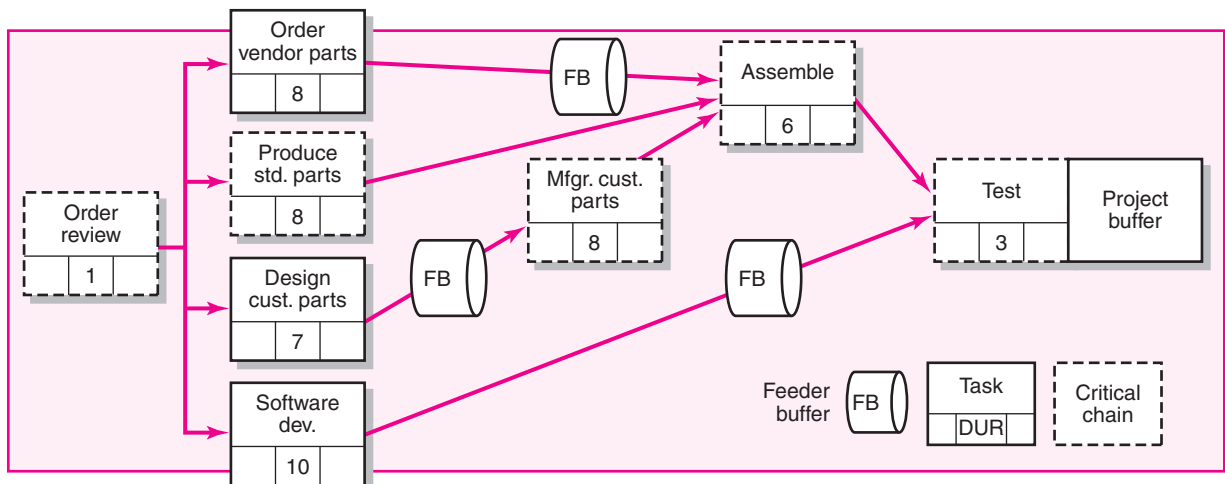 Order
vendor parts
8
FB
Assemble
6
Produce
std. parts
8
Mfgr. cust.
parts
8
Order
review
1
Test
3
Project
buffer
Design
cust. parts
7
FB
FB
Software
dev.
10
Feeder
buffer
FB
Task
DUR
Critical
chain